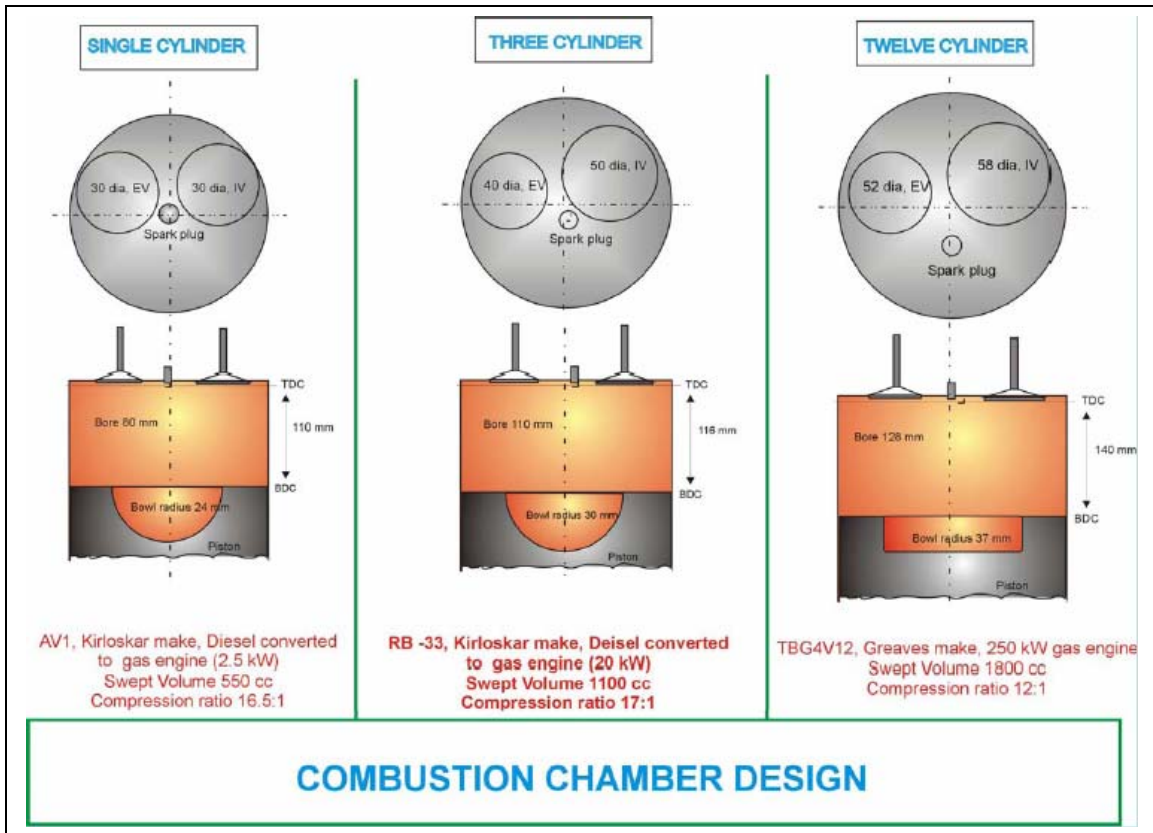 SINGLE CYLINDER
30 dia, EV
30 dia, IV
Spark plug
TDC
Bore 80 mm
110 mm
BDC
Bowl radius 24 mm
Piston
AV1, Kirloskar make, Diesel converted
to gas engine (2.5 kW)
Swept Volume 550 cc
Compression ratio 16.5:1
THREE CYLINDER
50 dia, IV
40 dia, EV
Spark plug
TDC
Bore 110 mm
116 mm
BDC
Bowl radius 30 mm
Piston
RB -33, Kirloskar make, Deisel converted
to gas engine (20 kW)
Swept Volume 1100 cc
Compression ratio 17:1
TWELVE CYLINDER
58 dia, IV
52 dia, EV
Spark plug
TDC
Bore 128 mm
140 mm
BDC
Bowl radius 37 mm
Piston
TBG4V12, Greaves make, 250 kW gas engine
Swept Volume 1800 cc
Compression ratio 12:1
COMBUSTION CHAMBER DESIGN